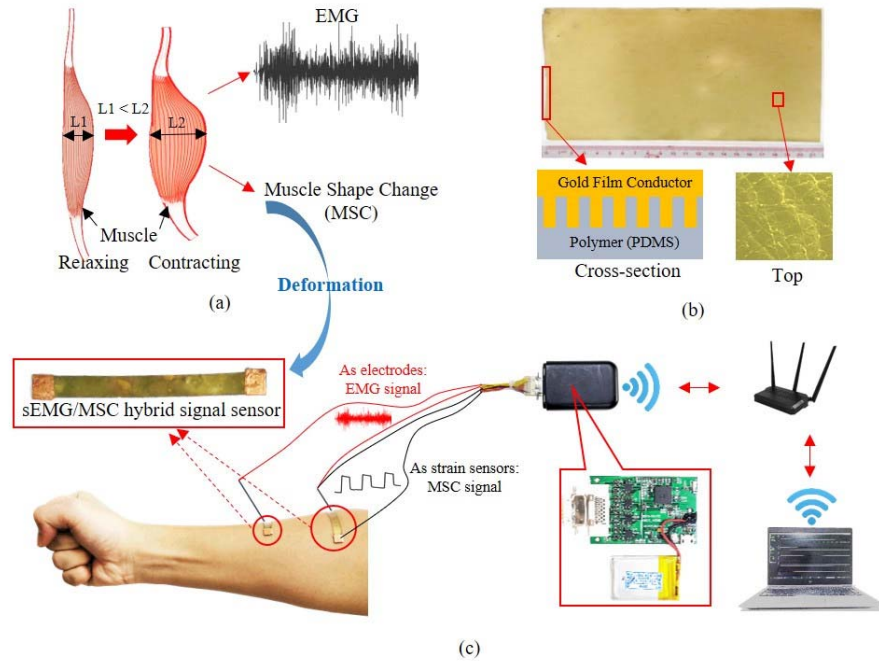 EMG
L1
L1 < L2
L2
Muscle Shape Change
(MSC)
Muscle
Relaxing
Contracting
(a)
Deformation
Gold Film Conductor
Polymer (PDMS)
Cross-section
Top
(b)
sEMG/MSC hybrid signal sensor
As electrodes:
EMG signal
As strain sensors:
MSC signal
(c)